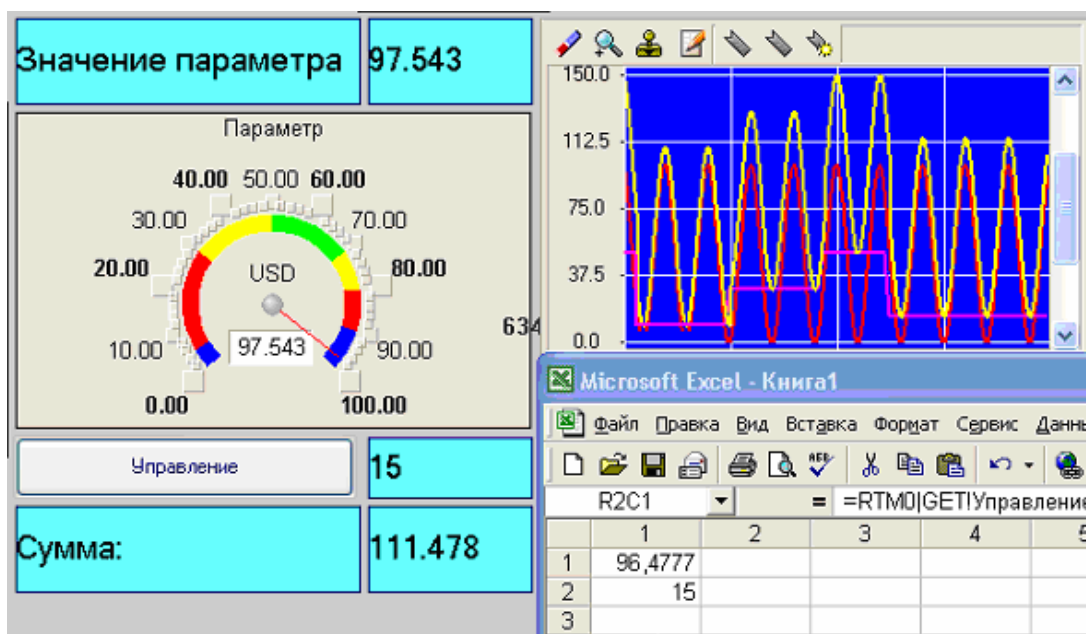 Значение параметра 97.543
Параметр
40.00 50.00 60.00
30.00 70.00
20.00 80.00
USD
10.00 97.543 90.00
0.00 100.00
634
Управление 15
Сумма: 111.478
150.0
112.5
75.0
37.5
0.0
Microsoft Excel - Книга1
Файл Правка Вид Вставка Формат Сервис Данны
R2C1 = =RTM0|GET!Управление
1 2 3 4 5
1 96,4777
2 15
3